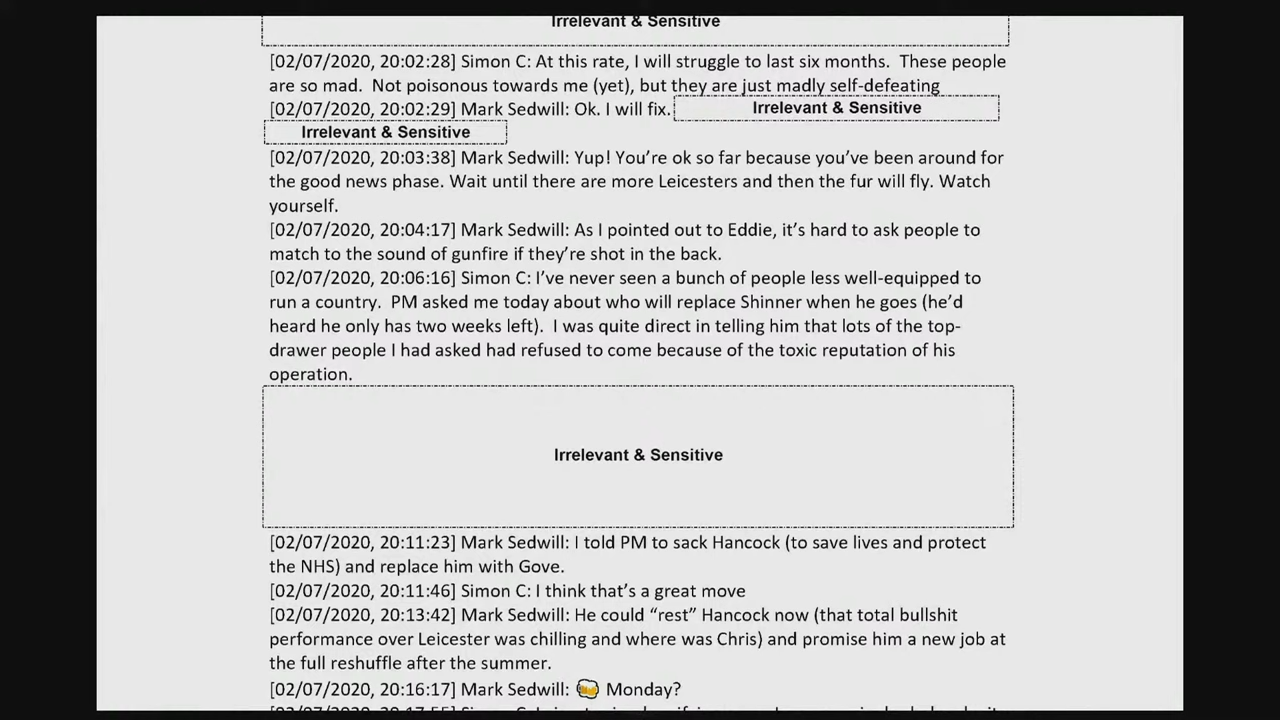 Irrelevant & Sensitive
[02/07/2020, 20:02:28] Simon C: At this rate, I will struggle to last six months.  These people
are so mad.  Not poisonous towards me (yet), but they are just madly self-defeating
[02/07/2020, 20:02:29] Mark Sedwill: Ok. I will fix. Irrelevant & Sensitive
Irrelevant & Sensitive
[02/07/2020, 20:03:38] Mark Sedwill: Yup! You’re ok so far because you’ve been around for
the good news phase. Wait until there are more Leicesters and then the fur will fly. Watch
yourself.
[02/07/2020, 20:04:17] Mark Sedwill: As I pointed out to Eddie, it’s hard to ask people to
match to the sound of gunfire if they’re shot in the back.
[02/07/2020, 20:06:16] Simon C: I’ve never seen a bunch of people less well-equipped to
run a country.  PM asked me today about who will replace Shinner when he goes (he’d
heard he only has two weeks left).  I was quite direct in telling him that lots of the top-
drawer people I had asked had refused to come because of the toxic reputation of his
operation.
Irrelevant & Sensitive
[02/07/2020, 20:11:23] Mark Sedwill: I told PM to sack Hancock (to save lives and protect
the NHS) and replace him with Gove.
[02/07/2020, 20:11:46] Simon C: I think that’s a great move
[02/07/2020, 20:13:42] Mark Sedwill: He could “rest” Hancock now (that total bullshit
performance over Leicester was chilling and where was Chris) and promise him a new job at
the full reshuffle after the summer.
[02/07/2020, 20:16:17] Mark Sedwill: 🍻 Monday?